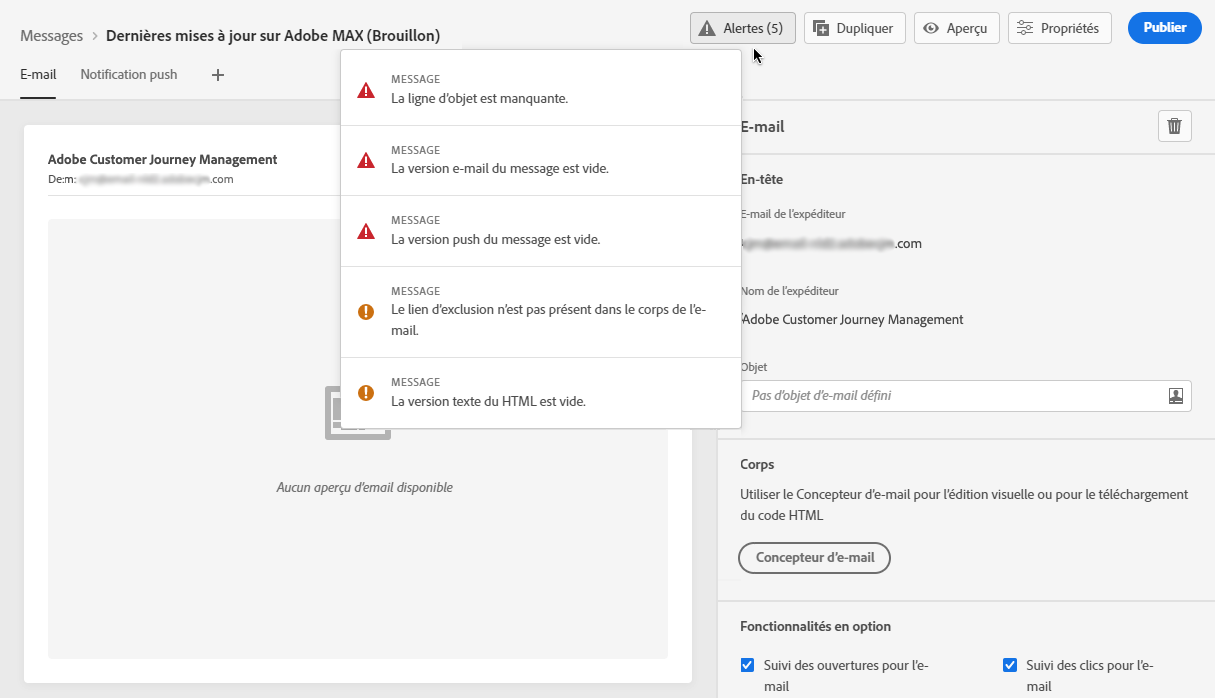 Messages > Dernières mises à jour sur Adobe MAX (Brouillon)
Alertes (5)
Dupliquer
Aperçu
Propriétés
Publier
E-mail
Notification push
+
MESSAGE
La ligne d'objet est manquante.
MESSAGE
La version e-mail du message est vide.
MESSAGE
La version push du message est vide.
MESSAGE
Le lien d'exclusion n'est pas présent dans le corps de l'e-
mail.
MESSAGE
La version texte du HTML est vide.
Adobe Customer Journey Management
De:m: .com
Aucun aperçu d'email disponible
E-mail
En-tête
E-mail de l'expéditeur
.com
Nom de l'expéditeur
Adobe Customer Journey Management
Objet
Pas d'objet d'e-mail défini
Corps
Utiliser le Concepteur d'e-mail pour l'édition visuelle ou pour le téléchargement
du code HTML
Concepteur d'e-mail
Fonctionnalités en option
Suivi des ouvertures pour l'e-
mail
Suivi des clics pour l'e-
mail